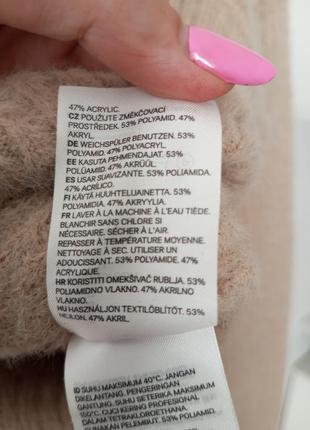 47% ACRYLIC.
CZ POUŽIJTE ZMĚKČOVACÍ
PROSTŘEDEK. 53% POLYAMID. 47%
AKRYL.
DE WEICHSPÜLER BENUTZEN. 53%
POLYAMID. 47% POLYACRYL.
EE KASUTA PEHMENDAJAT. 53%
POLÜAMIID. 47% AKRÜÜL.
ES USAR SUAVIZANTE. 53% POLIAMIDA.
47% ACRÍLICO.
FI KÄYTÄ HUUHTELUAINETTA. 53%
POLYAMIDIA. 47% AKRYYLIA.
FR LAVER À LA MACHINE À L'EAU TIÈDE.
BLANCHIR SANS CHLORE SI
NÉCESSAIRE. SÉCHER À L'AIR.
REPASSER À TEMPÉRATURE MOYENNE.
NETTOYAGE À SEC. UTILISER UN
ADOUCISSANT. 53% POLYAMIDE. 47%
ACRYLIQUE.
HR KORISTITI OMEKŠIVAČ RUBLJA. 53%
POLIAMIDNO VLAKNO. 47% AKRILNO
VLAKNO.
HU HASZNÁLJON TEXTILÖBLÍTŐT. 53%
NEJLON. 47% AKRIL.
ID SUHU MAKSIMUM 40°C. JANGAN
DIKELANTANG. PENGERINGAN
GANTUNG. SUHU SETERIKA MAKSIMUM
150°C. CUCI KERING PROFESIONAL
DALAM TETRAKLOROETHANA.
GUNAKAN PELEMBUT. 53% POLIAMID.